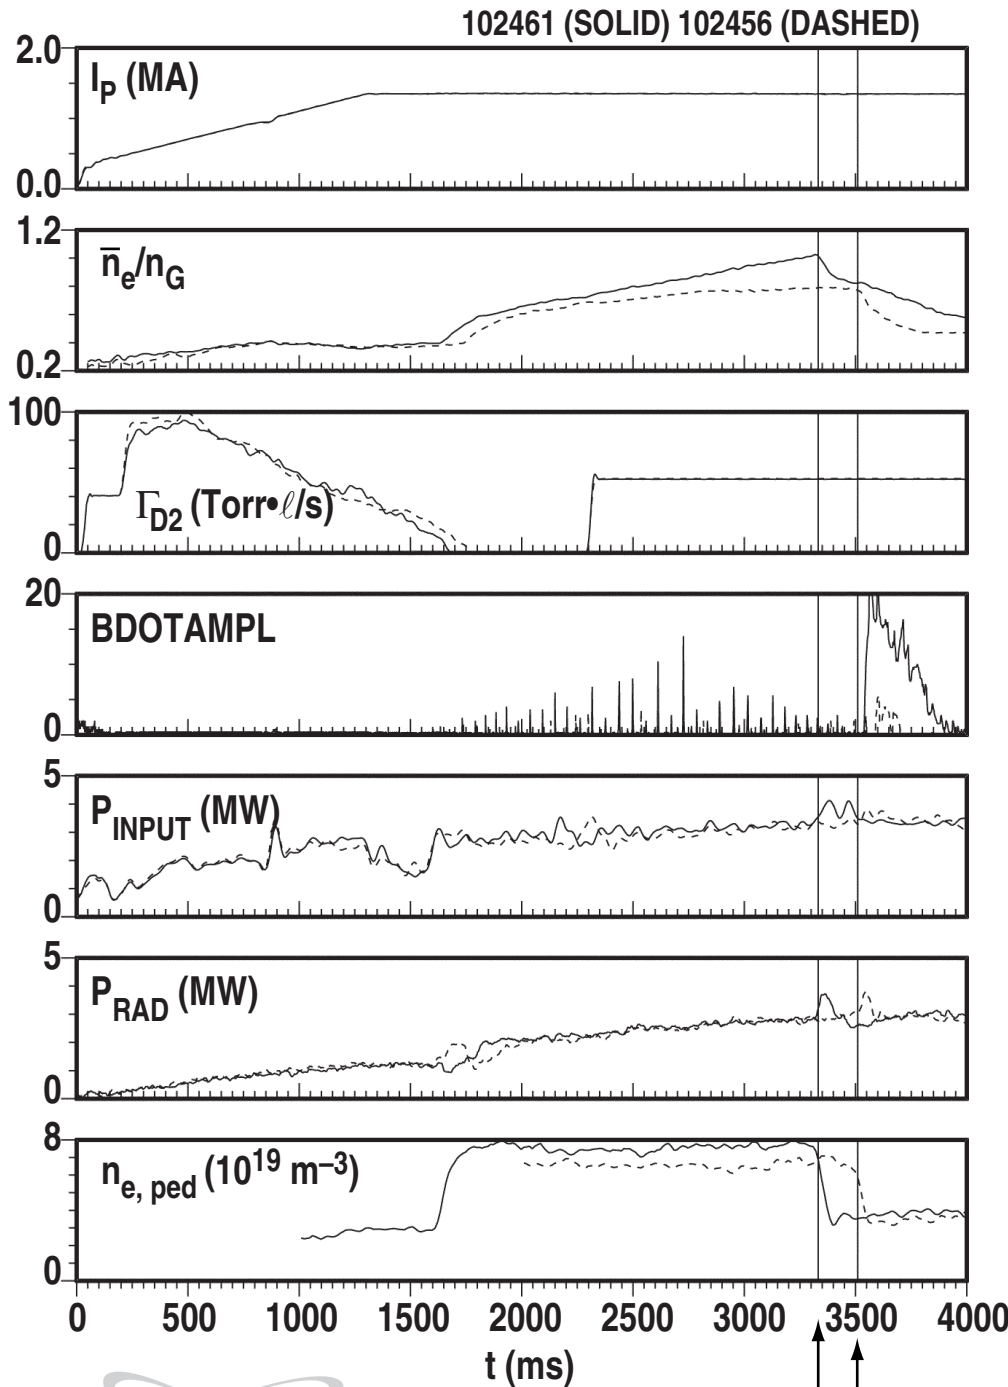 102461 (SOLID) 102456 (DASHED)
2.0
I_P (MA)
0.0
1.2
n̅_e/n_G
0.2
100
Γ_D2 (Torr•ℓ/s)
0
20
BDOTAMPL
0
5
P_INPUT (MW)
0
5
P_RAD (MW)
0
8
n_e, ped (10^19 m^–3)
0
0 500 1000 1500 2000 2500 3000 3500 4000
t (ms)